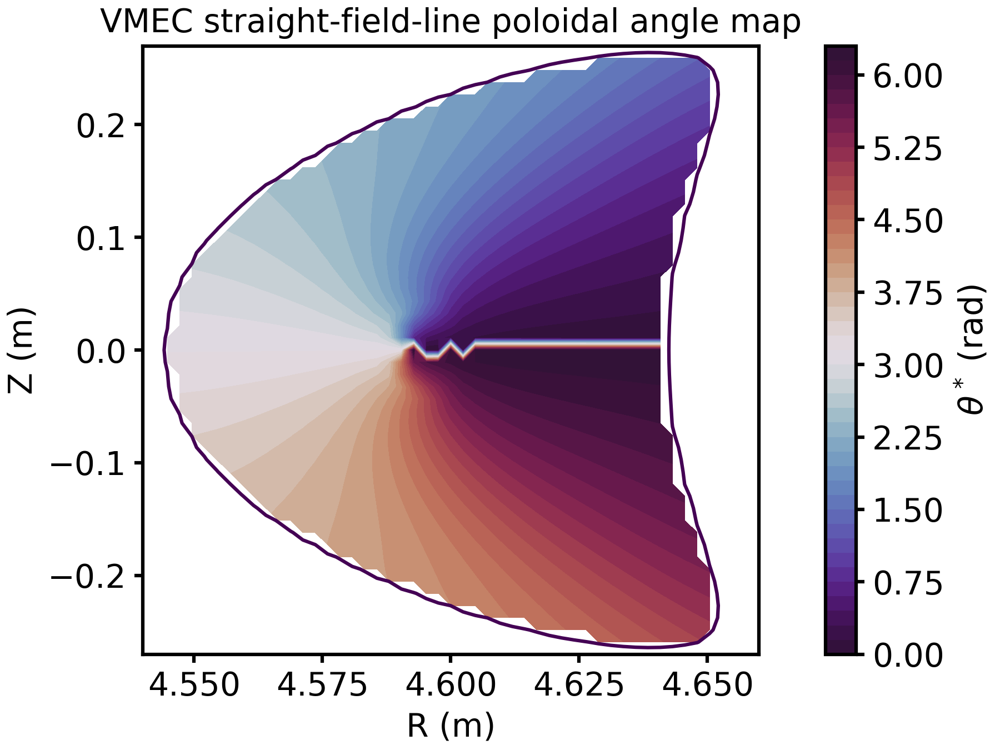 VMEC straight-field-line poloidal angle map
0.2
0.1
0.0
−0.1
−0.2
Z (m)
4.550 4.575 4.600 4.625 4.650
R (m)
6.00
5.25
4.50
3.75
3.00
2.25
1.50
0.75
0.00
θ* (rad)